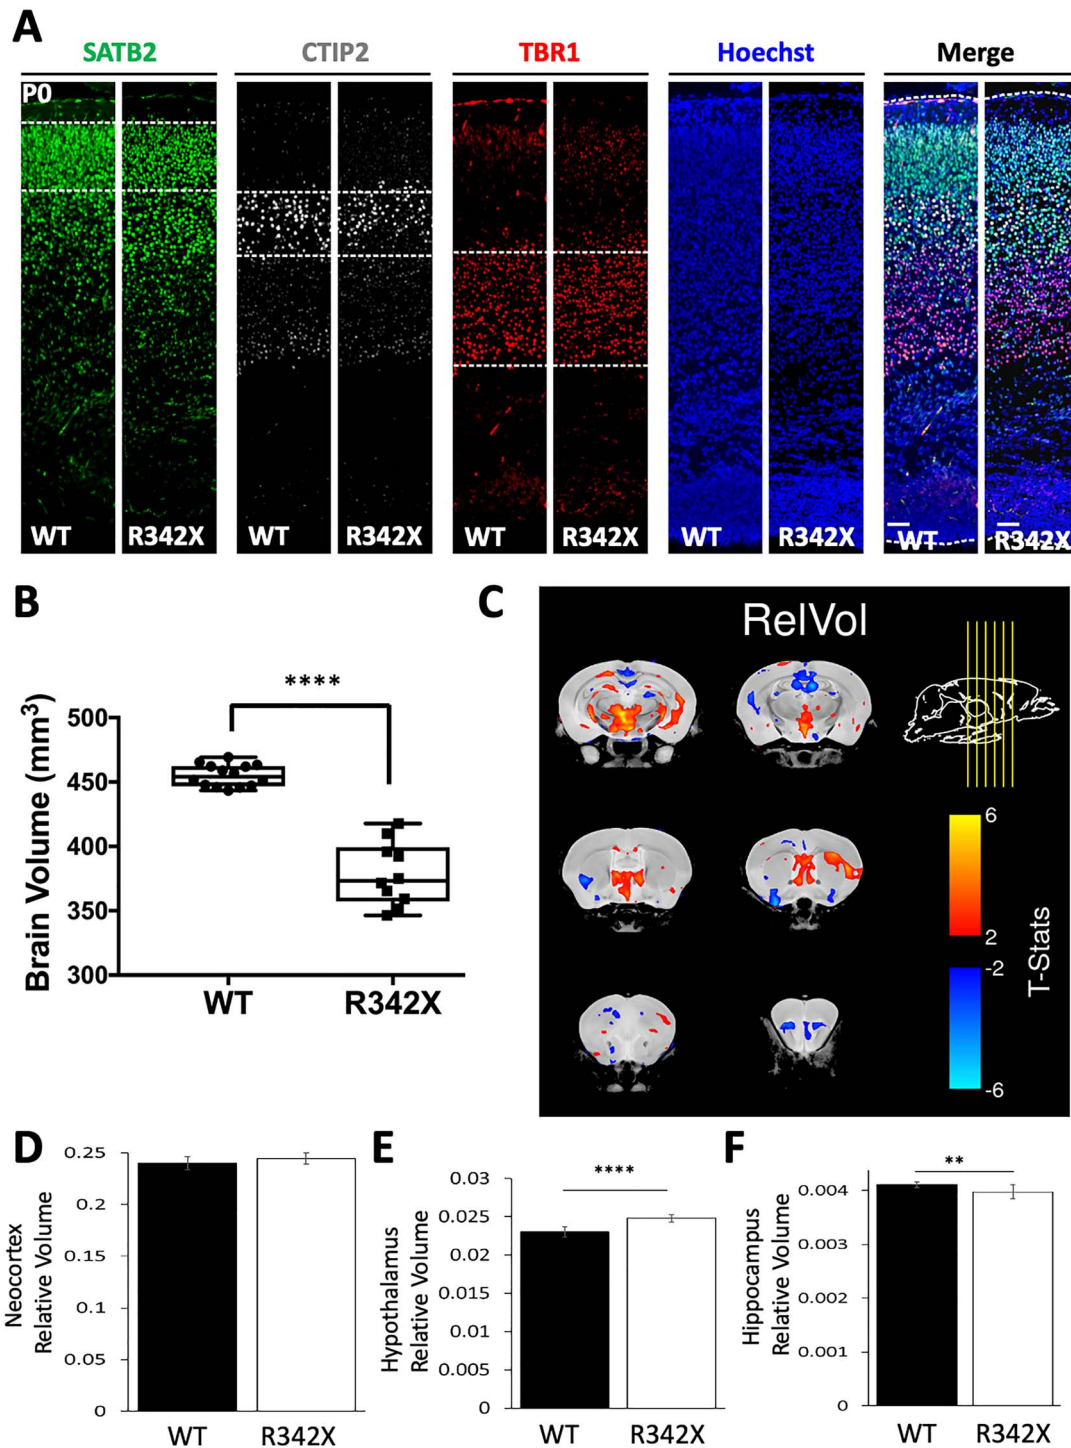 A
SATB2 CTIP2 TBR1 Hoechst Merge
P0
WT R342X WT R342X WT R342X WT R342X WT R342X
B
Brain Volume (mm³)
500
450
400
350
300
****
WT R342X
C
RelVol
6
2
-2
-6
T-Stats
D
Neocortex
Relative Volume
0.25
0.2
0.15
0.1
0.05
0
WT R342X
E
Hypothalamus
Relative Volume
0.03
0.025
0.02
0.015
0.01
0.005
0
****
WT R342X
F
Hippocampus
Relative Volume
0.004
0.003
0.002
0.001
0
**
WT R342X